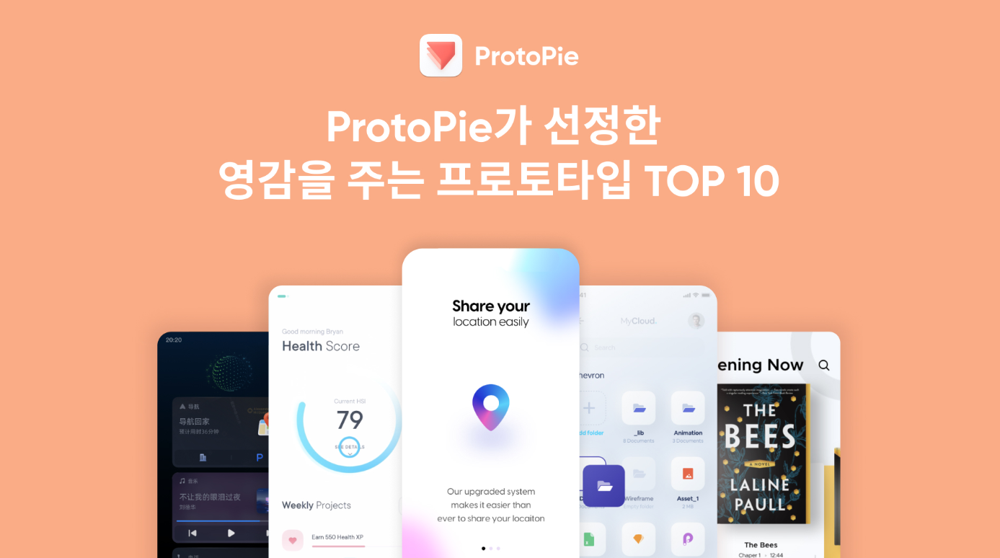 ProtoPie
ProtoPie가 선정한
영감을 주는 프로토타입 TOP 10
20:20
导航
导航回家
预计用时36分钟
P
音乐
不让我的眼泪过夜
刘德华
Good morning Bryan
Health Score
Current HSI
79
SEE DETAILS
Weekly Projects
Earn 550 Health XP
Share your
location easily
Our upgraded system
makes it easier than
ever to share your locaiton
41
MyCloud.
Search
hevron
dd folder
_lib
8 Documents
Animation
3 Documents
Wireframe
Empty folder
Asset_1
2 MB
ening Now
THE
BEES
A NOVEL
LALINE
PAULL
The Bees
Chaper 1 - 12:44